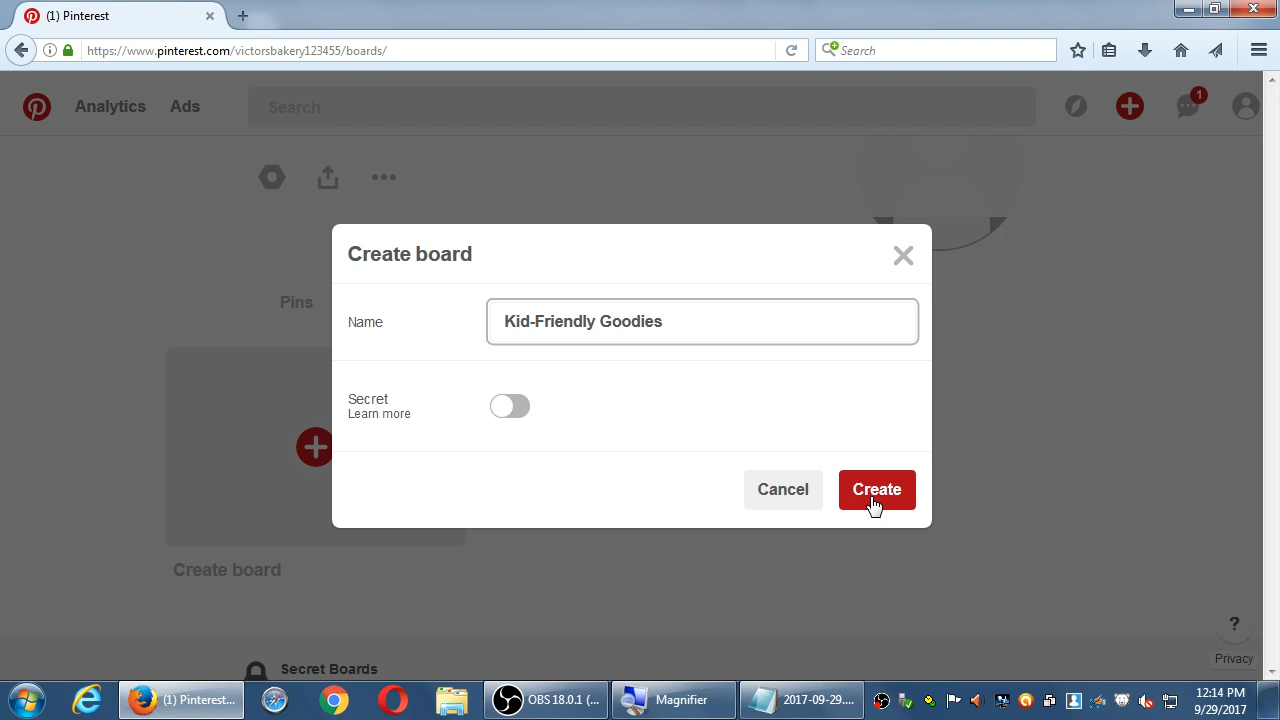 (1) Pinterest
https://www.pinterest.com/victorsbakery123455/boards/
Search
Analytics Ads Search 1
Create board
Pins
Name Kid-Friendly Goodies
Secret
Learn more
Cancel Create
Create board
?
Privacy
Secret Boards
(1) Pinterest... OBS 18.0.1 (... Magnifier 2017-09-29....
12:14 PM
9/29/2017